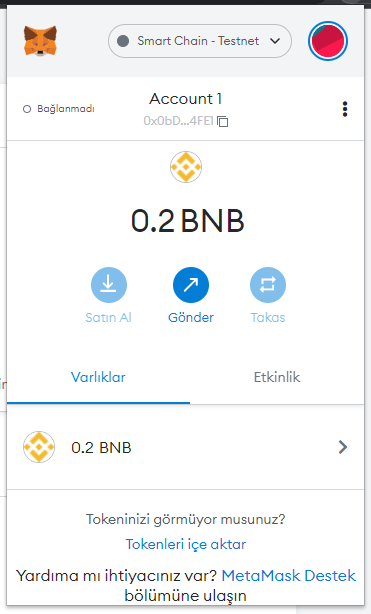 Smart Chain - Testnet
Bağlanmadı
Account 1
0x0bD...4FE1
0.2 BNB
Satın Al
Gönder
Takas
Varlıklar
Etkinlik
0.2 BNB
Tokeninizi görmüyor musunuz?
Tokenleri içe aktar
Yardıma mı ihtiyacınız var? MetaMask Destek
bölümüne ulaşın